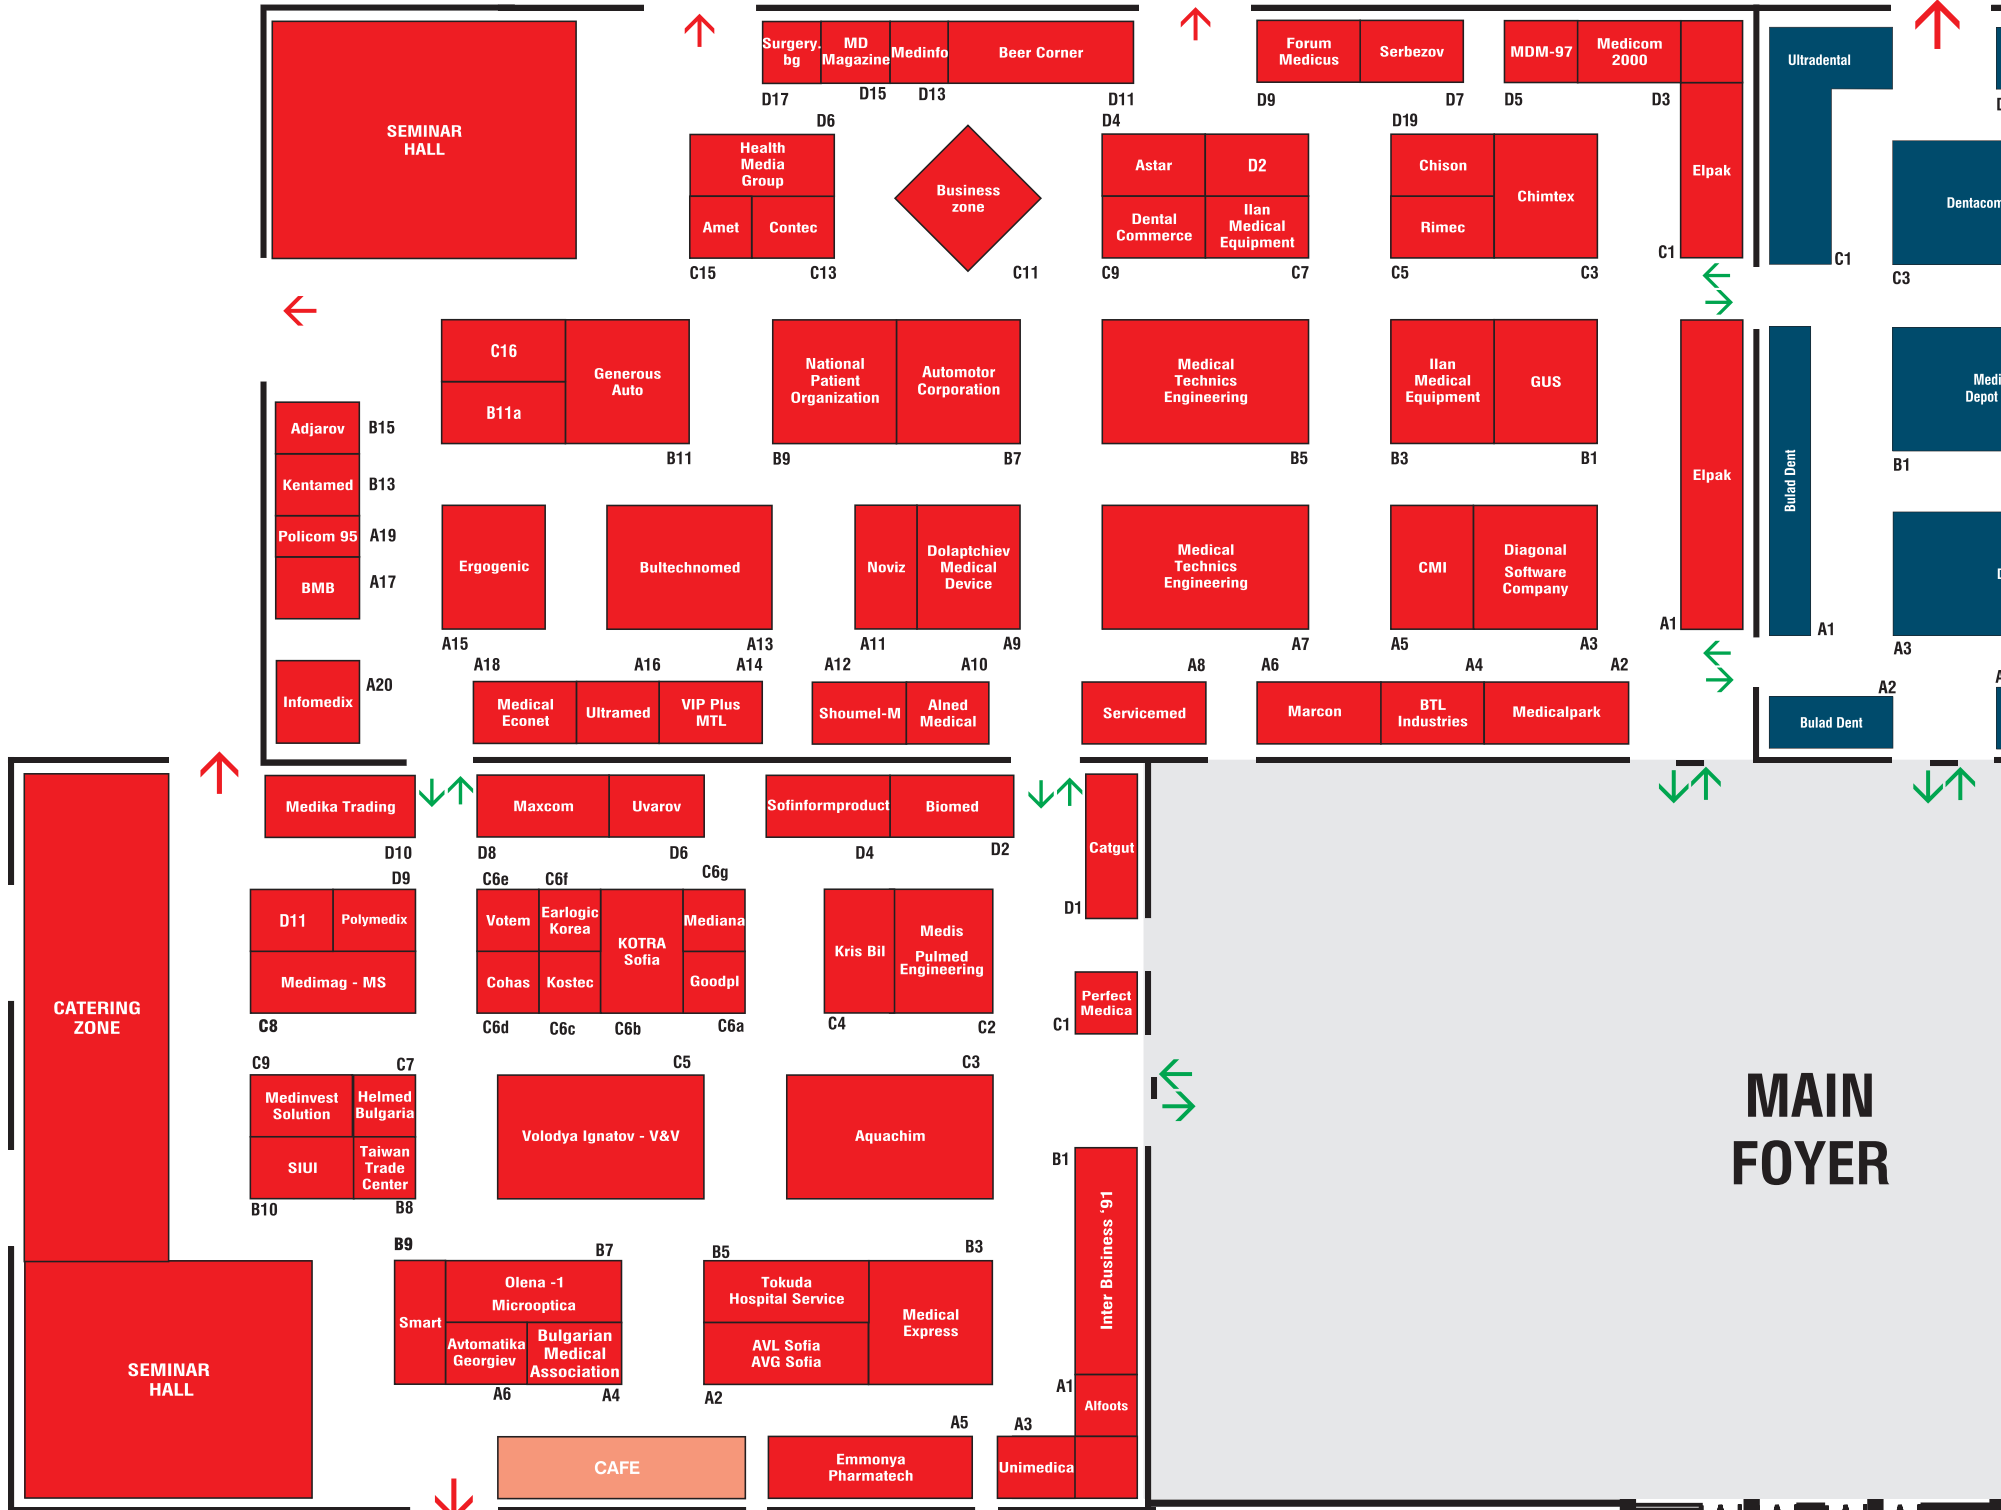 Surgery.
bg
MD
Magazine
Medinfo
Beer Corner
Forum
Medicus
Serbezov
MDM-97
Medicom
2000
Ultradental
D17
D15
D13
D11
D9
D7
D5
D3
SEMINAR
HALL
D6
D4
D19
Health
Media
Group
Amet
Contec
Business
zone
Astar
D2
Dental
Commerce
Ilan
Medical
Equipment
Chison
Rimec
Chimtex
Elpak
Dentacom
C15
C13
C11
C9
C7
C5
C3
C1
C1
C3
C16
B11a
Generous
Auto
National
Patient
Organization
Automotor
Corporation
Medical
Technics
Engineering
Ilan
Medical
Equipment
GUS
Elpak
Bulad Dent
Medi
Depot
B11
B9
B7
B5
B3
B1
B1
Adjarov
B15
Kentamed
B13
Policom 95
A19
BMB
A17
Infomedix
A20
Ergogenic
Bultechnomed
Noviz
Dolaptchiev
Medical
Device
Medical
Technics
Engineering
CMI
Diagonal
Software
Company
A15
A13
A11
A9
A7
A5
A3
A1
A1
A3
A18
A16
A14
A12
A10
A8
A6
A4
A2
A2
Medical
Econet
Ultramed
VIP Plus
MTL
Shoumel-M
Alned
Medical
Servicemed
Marcon
BTL
Industries
Medicalpark
Bulad Dent
Medika Trading
Maxcom
Uvarov
Sofinformproduct
Biomed
Catgut
D10
D8
D6
D4
D2
D1
D9
C6e
C6f
C6g
D11
Polymedix
Medimag - MS
Votem
Earlogic
Korea
KOTRA
Sofia
Mediana
Cohas
Kostec
Goodpl
Kris Bil
Medis
Pulmed
Engineering
Perfect
Medica
C8
C6d
C6c
C6b
C6a
C4
C2
C1
CATERING
ZONE
C9
C7
C5
C3
Medinvest
Solution
Helmed
Bulgaria
SIUI
Taiwan
Trade
Center
Volodya Ignatov - V&V
Aquachim
MAIN
FOYER
B10
B8
B1
Inter Business ‘91
B9
B7
B5
B3
Smart
Olena -1
Microoptica
Avtomatika
Georgiev
Bulgarian
Medical
Association
Tokuda
Hospital Service
AVL Sofia
AVG Sofia
Medical
Express
A6
A4
A2
A1
Alfoots
SEMINAR
HALL
A5
A3
CAFE
Emmonya
Pharmatech
Unimedica